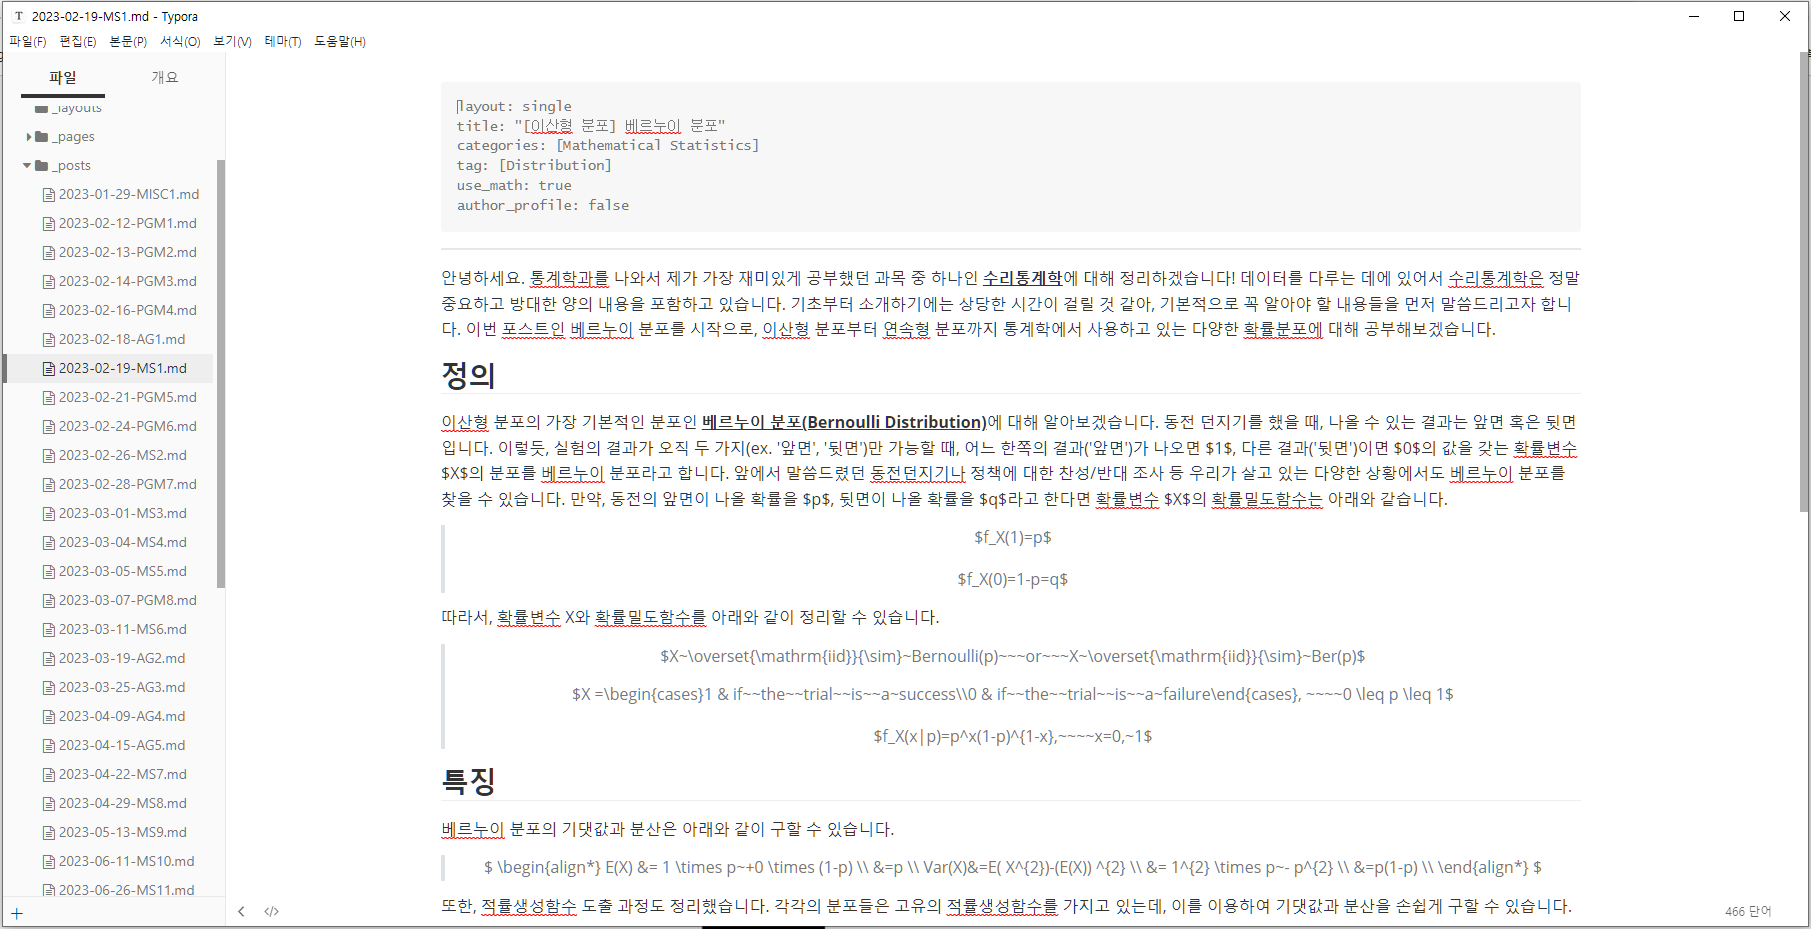 2023-02-19-MS1.md - Typora
파일(F) 편집(E) 본문(P) 서식(O) 보기(V) 테마(T) 도움말(H)
파일 개요
_layouts
_pages
_posts
2023-01-29-MISC1.md
2023-02-12-PGM1.md
2023-02-13-PGM2.md
2023-02-14-PGM3.md
2023-02-16-PGM4.md
2023-02-18-AG1.md
2023-02-19-MS1.md
2023-02-21-PGM5.md
2023-02-24-PGM6.md
2023-02-26-MS2.md
2023-02-28-PGM7.md
2023-03-01-MS3.md
2023-03-04-MS4.md
2023-03-05-MS5.md
2023-03-07-PGM8.md
2023-03-11-MS6.md
2023-03-19-AG2.md
2023-03-25-AG3.md
2023-04-09-AG4.md
2023-04-15-AG5.md
2023-04-22-MS7.md
2023-04-29-MS8.md
2023-05-13-MS9.md
2023-06-11-MS10.md
2023-06-26-MS11.md
layout: single
title: "[이산형 분포] 베르누이 분포"
categories: [Mathematical Statistics]
tag: [Distribution]
use_math: true
author_profile: false
안녕하세요. 통계학과를 나와서 제가 가장 재미있게 공부했던 과목 중 하나인 수리통계학에 대해 정리하겠습니다! 데이터를 다루는 데에 있어서 수리통계학은 정말
중요하고 방대한 양의 내용을 포함하고 있습니다. 기초부터 소개하기에는 상당한 시간이 걸릴 것 같아, 기본적으로 꼭 알아야 할 내용들을 먼저 말씀드리고자 합니
다. 이번 포스트인 베르누이 분포를 시작으로, 이산형 분포부터 연속형 분포까지 통계학에서 사용하고 있는 다양한 확률분포에 대해 공부해보겠습니다.
정의
이산형 분포의 가장 기본적인 분포인 베르누이 분포(Bernoulli Distribution)에 대해 알아보겠습니다. 동전 던지기를 했을 때, 나올 수 있는 결과는 앞면 혹은 뒷면
입니다. 이렇듯, 실험의 결과가 오직 두 가지(ex. '앞면', '뒷면')만 가능할 때, 어느 한쪽의 결과('앞면')가 나오면 $1$, 다른 결과('뒷면')이면 $0$의 값을 갖는 확률변수
$X$의 분포를 베르누이 분포라고 합니다. 앞에서 말씀드렸던 동전던지기나 정책에 대한 찬성/반대 조사 등 우리가 살고 있는 다양한 상황에서도 베르누이 분포를
찾을 수 있습니다. 만약, 동전의 앞면이 나올 확률을 $p$, 뒷면이 나올 확률을 $q$라고 한다면 확률변수 $X$의 확률밀도함수는 아래와 같습니다.
$f_X(1)=p$
$f_X(0)=1-p=q$
따라서, 확률변수 X와 확률밀도함수를 아래와 같이 정리할 수 있습니다.
$X~\overset{\mathrm{iid}}{\sim}~Bernoulli(p)~~~or~~~X~\overset{\mathrm{iid}}{\sim}~Ber(p)$
$X =\begin{cases}1 & if~~the~~trial~~is~~a~success\\0 & if~~the~~trial~~is~~a~failure\end{cases}, ~~~~0 \leq p \leq 1$
$f_X(x|p)=p^x(1-p)^{1-x},~~~~x=0,~1$
특징
베르누이 분포의 기댓값과 분산은 아래와 같이 구할 수 있습니다.
$ \begin{align*} E(X) &= 1 \times p~+0 \times (1-p) \\ &=p \\ Var(X)&=E( X^{2})-(E(X)) ^{2} \\ &= 1^{2} \times p~- p^{2} \\ &=p(1-p) \\ \end{align*} $
또한, 적률생성함수 도출 과정도 정리했습니다. 각각의 분포들은 고유의 적률생성함수를 가지고 있는데, 이를 이용하여 기댓값과 분산을 손쉽게 구할 수 있습니다.
466 단어